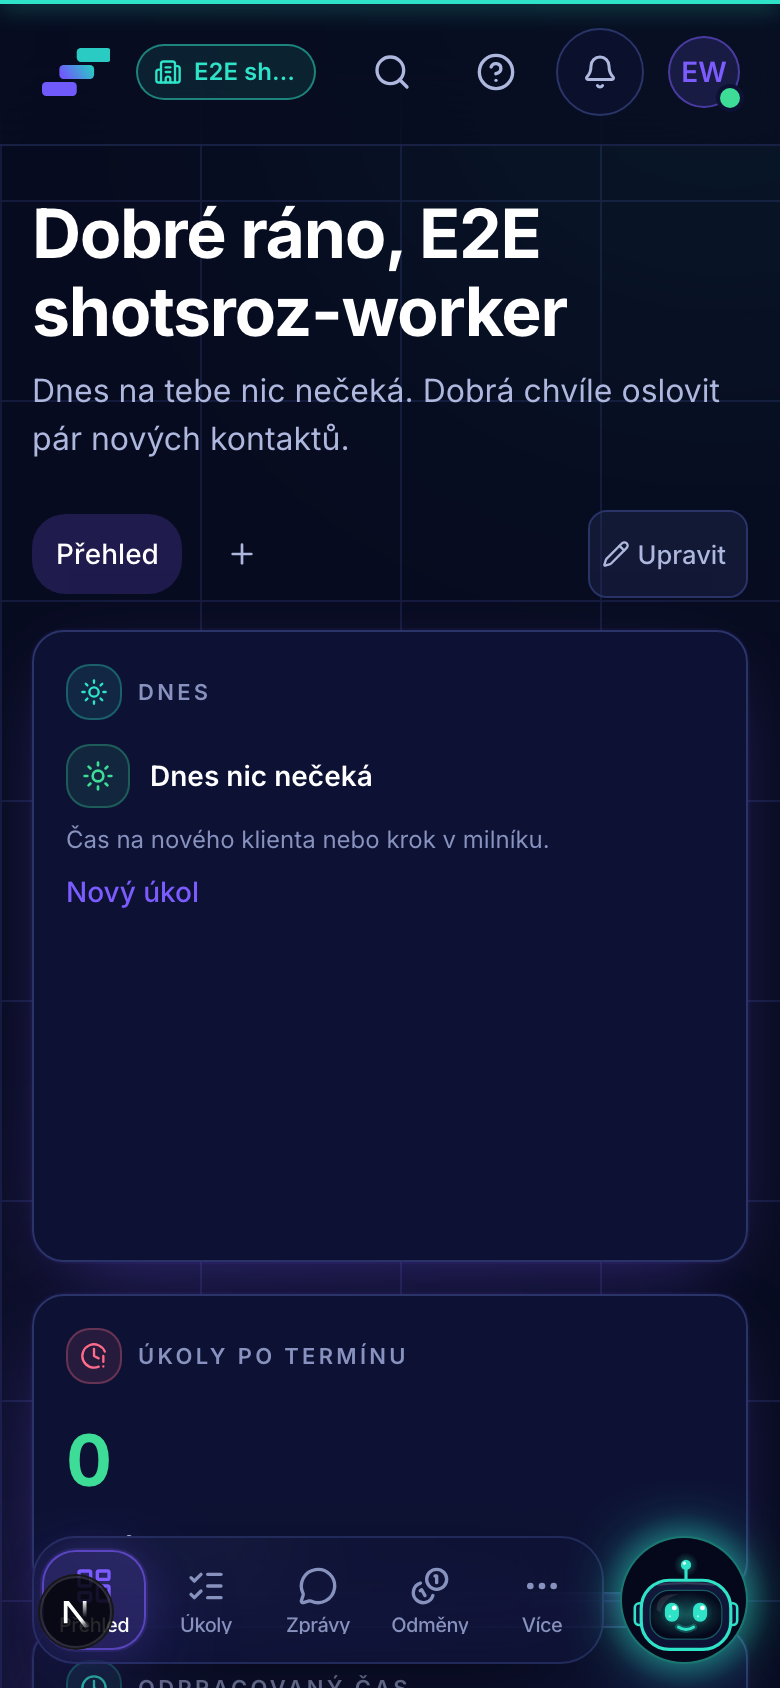 E2E sh...
EW
Dobré ráno, E2E
shotsroz-worker
Dnes na tebe nic nečeká. Dobrá chvíle oslovit
pár nových kontaktů.
Přehled
Upravit
DNES
Dnes nic nečeká
Čas na nového klienta nebo krok v milníku.
Nový úkol
ÚKOLY PO TERMÍNU
0
N
Úkoly
Zprávy
Odměny
Více
ODPRACOVANÝ ČAS